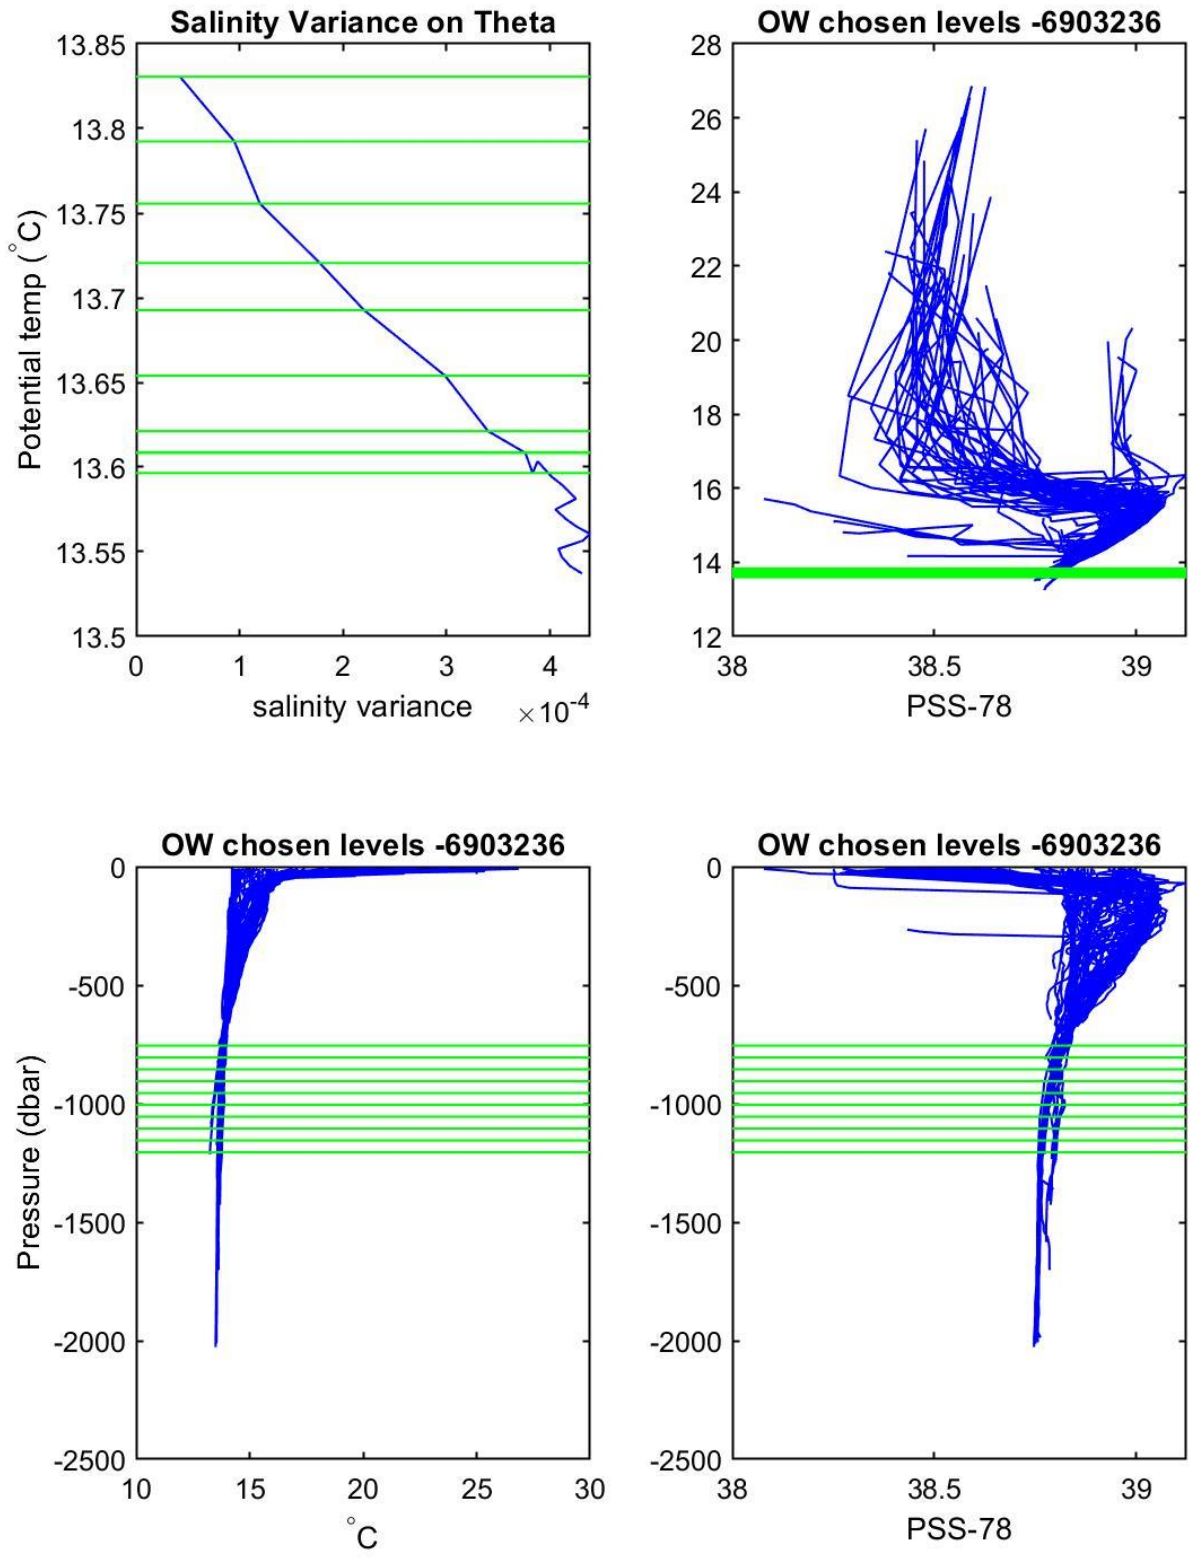 Salinity Variance on Theta
13.85
13.8
13.75
13.7
13.65
13.6
13.55
13.5
Potential temp (°C)
0 1 2 3 4
salinity variance ×10-4
OW chosen levels -6903236
28
26
24
22
20
18
16
14
12
38 38.5 39
PSS-78
OW chosen levels -6903236
0
-500
-1000
-1500
-2000
-2500
Pressure (dbar)
10 15 20 25 30
°C
OW chosen levels -6903236
0
-500
-1000
-1500
-2000
-2500
38 38.5 39
PSS-78